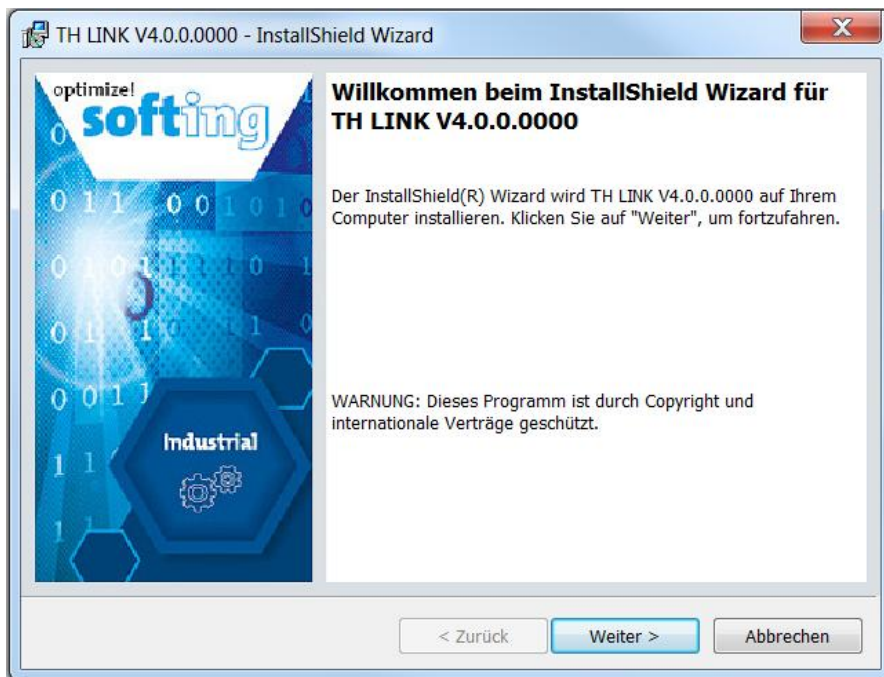 TH LINK V4.0.0.0000 - InstallShield Wizard
X
optimize!
softing
Willkommen beim InstallShield Wizard für
TH LINK V4.0.0.0000
Der InstallShield(R) Wizard wird TH LINK V4.0.0.0000 auf Ihrem
Computer installieren. Klicken Sie auf "Weiter", um fortzufahren.
WARNUNG: Dieses Programm ist durch Copyright und
internationale Verträge geschützt.
Industrial
< Zurück
Weiter >
Abbrechen